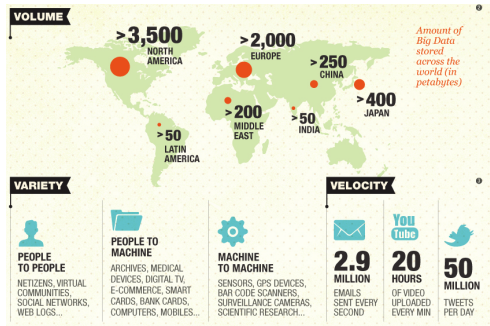 VOLUME
>3,500
NORTH
AMERICA
>2,000
EUROPE
>250
CHINA
>400
JAPAN
>200
MIDDLE
EAST
>50
INDIA
>50
LATIN
AMERICA
Amount of
Big Data
stored
across the
world (in
petabytes)
VARIETY
PEOPLE
TO PEOPLE
NETIZENS, VIRTUAL
COMMUNITIES,
SOCIAL NETWORKS,
WEB LOGS...
PEOPLE TO
MACHINE
ARCHIVES, MEDICAL
DEVICES, DIGITAL TV,
E-COMMERCE, SMART
CARDS, BANK CARDS,
COMPUTERS, MOBILES...
MACHINE
TO MACHINE
SENSORS, GPS DEVICES,
BAR CODE SCANNERS,
SURVEILLANCE CAMERAS,
SCIENTIFIC RESEARCH...
VELOCITY
2.9
MILLION
EMAILS
SENT EVERY
SECOND
You
Tube
20
HOURS
OF VIDEO
UPLOADED
EVERY MIN
50
MILLION
TWEETS
PER DAY